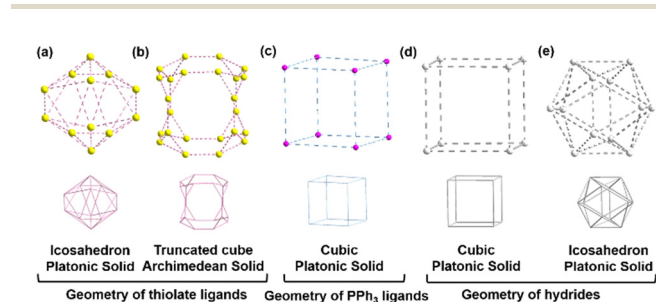 (a) (b) (c) (d) (e)
Icosahedron Truncated cube Cubic Cubic Icosahedron
Platonic Solid Archimedean Solid Platonic Solid Platonic Solid Platonic Solid
Geometry of thiolate ligands Geometry of PPh3 ligands Geometry of hydrides